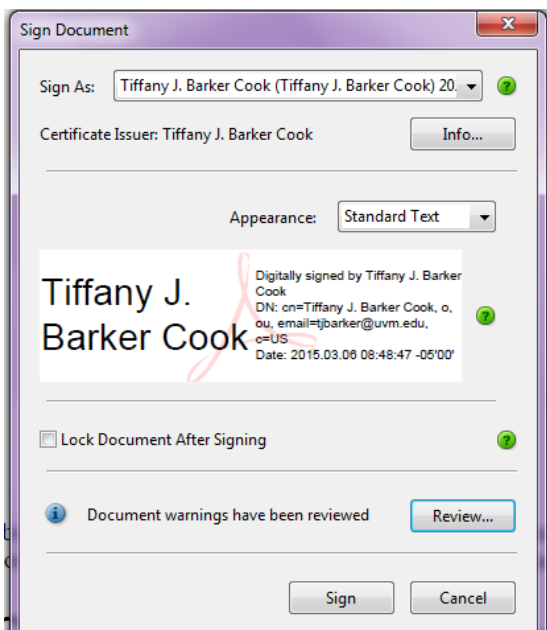 Sign Document
Sign As: Tiffany J. Barker Cook (Tiffany J. Barker Cook) 20
Certificate Issuer: Tiffany J. Barker Cook Info...
Appearance: Standard Text
Tiffany J.
Barker Cook
Digitally signed by Tiffany J. Barker
Cook
DN: cn=Tiffany J. Barker Cook, o,
ou, email=tjbarker@uvm.edu,
c=US
Date: 2015.03.06 08:48:47 -05'00'
Lock Document After Signing
Document warnings have been reviewed Review...
Sign Cancel